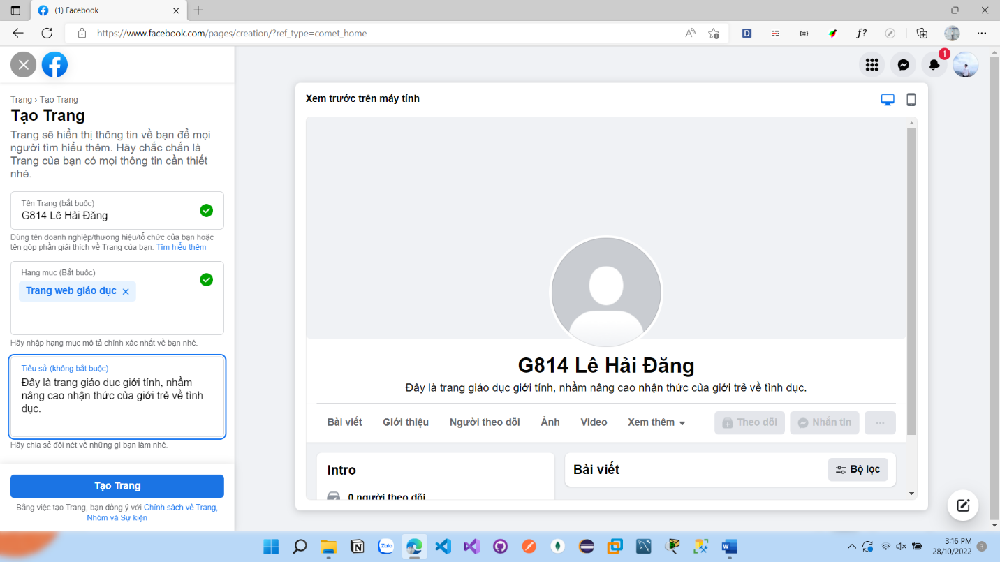 (1) Facebook
https://www.facebook.com/pages/creation/?ref_type=comet_home
Trang › Tạo Trang
Tạo Trang
Trang sẽ hiển thị thông tin về bạn để mọi
người tìm hiểu thêm. Hãy chắc chắn là
Trang của bạn có mọi thông tin cần thiết
nhé.
Tên Trang (bắt buộc)
G814 Lê Hải Đăng
Dùng tên doanh nghiệp/thương hiệu/tổ chức của bạn hoặc
tên góp phần giải thích về Trang của bạn. Tìm hiểu thêm
Hạng mục (Bắt buộc)
Trang web giáo dục
Hãy nhập hạng mục mô tả chính xác nhất về bạn nhé.
Tiểu sử (không bắt buộc)
Đây là trang giáo dục giới tính, nhằm
nâng cao nhận thức của giới trẻ về tình
dục.
Hãy chia sẻ đôi nét về những gì bạn làm nhé.
Tạo Trang
Bằng việc tạo Trang, bạn đồng ý với Chính sách về Trang,
Nhóm và Sự kiện
1
Xem trước trên máy tính
G814 Lê Hải Đăng
Đây là trang giáo dục giới tính, nhằm nâng cao nhận thức của giới trẻ về tình dục.
Bài viết Giới thiệu Người theo dõi Ảnh Video Xem thêm Theo dõi Nhắn tin ...
Intro
0 người theo dõi
Bài viết Bộ lọc
Zalo
3:16 PM
28/10/2022
3